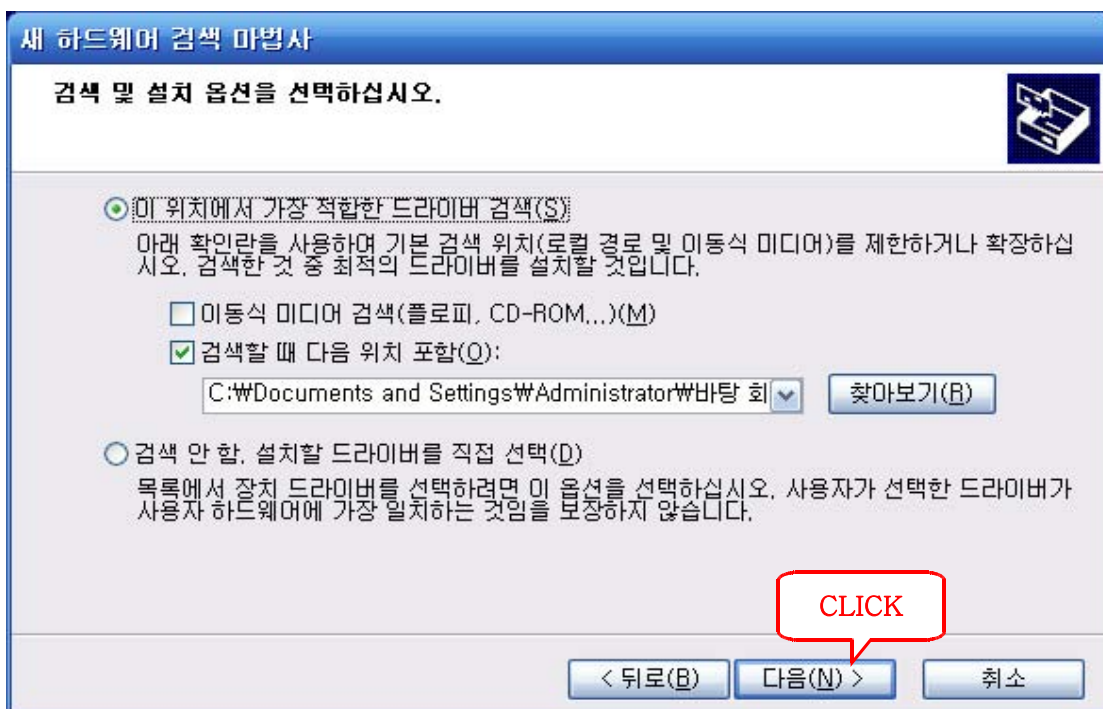 새 하드웨어 검색 마법사
검색 및 설치 옵션을 선택하십시오.
이 위치에서 가장 적합한 드라이버 검색(S)
아래 확인란을 사용하여 기본 검색 위치(로컬 경로 및 이동식 미디어)를 제한하거나 확장하십
시오. 검색한 것 중 최적의 드라이버를 설치할 것입니다.
이동식 미디어 검색(플로피, CD-ROM...)(M)
검색할 때 다음 위치 포함(O):
C:₩Documents and Settings₩Administrator₩바탕 회
찾아보기(R)
검색 안 함. 설치할 드라이버를 직접 선택(D)
목록에서 장치 드라이버를 선택하려면 이 옵션을 선택하십시오. 사용자가 선택한 드라이버가
사용자 하드웨어에 가장 일치하는 것임을 보장하지 않습니다.
CLICK
< 뒤로(B)
다음(N) >
취소